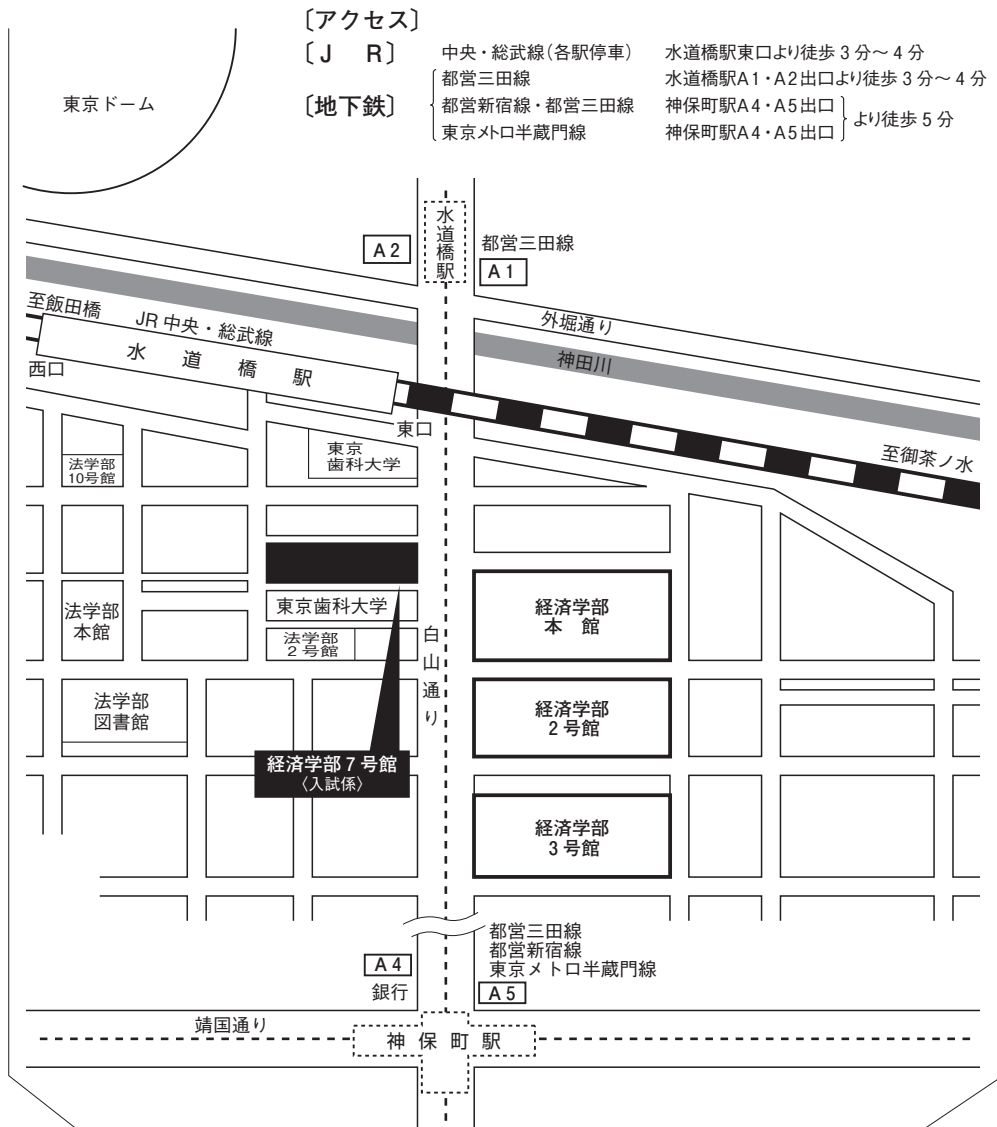 〔アクセス〕
〔J R〕 中央・総武線(各駅停車) 水道橋駅東口より徒歩3分～4分
〔地下鉄〕
都営三田線 水道橋駅A1・A2出口より徒歩3分～4分
都営新宿線・都営三田線 神保町駅A4・A5出口
東京メトロ半蔵門線 神保町駅A4・A5出口
より徒歩5分
東京ドーム
水道橋駅
A2
都営三田線
A1
至飯田橋
JR中央・総武線
外堀通り
水道橋駅
神田川
西口
東口
至御茶ノ水
東京
歯科大学
法学部
10号館
東京歯科大学
法学部
2号館
法学部
本館
経済学部
本 館
白山通り
法学部
図書館
経済学部
2号館
経済学部7号館
〈入試係〉
経済学部
3号館
都営三田線
都営新宿線
東京メトロ半蔵門線
A4
銀行
A5
靖国通り
神保町駅